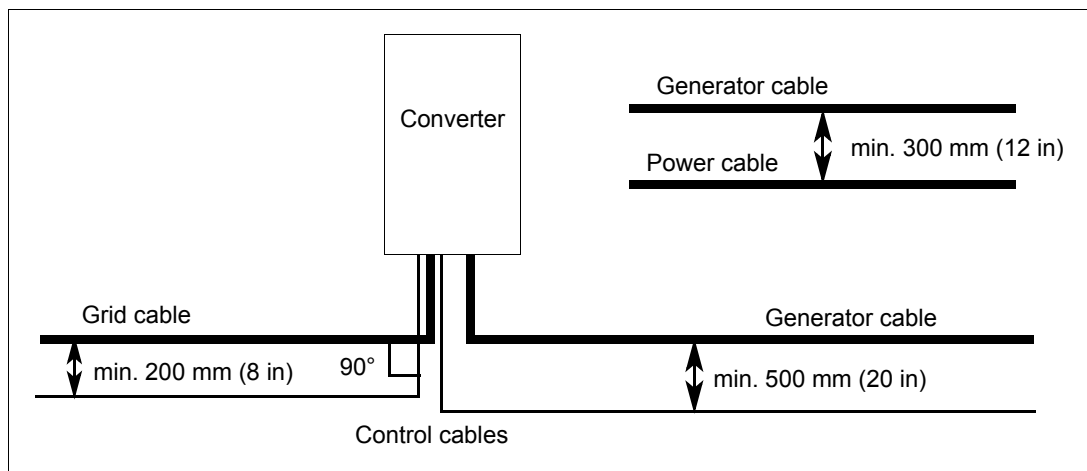 Converter
Generator cable
min. 300 mm (12 in)
Power cable
Grid cable
Generator cable
min. 200 mm (8 in)
90°
min. 500 mm (20 in)
Control cables